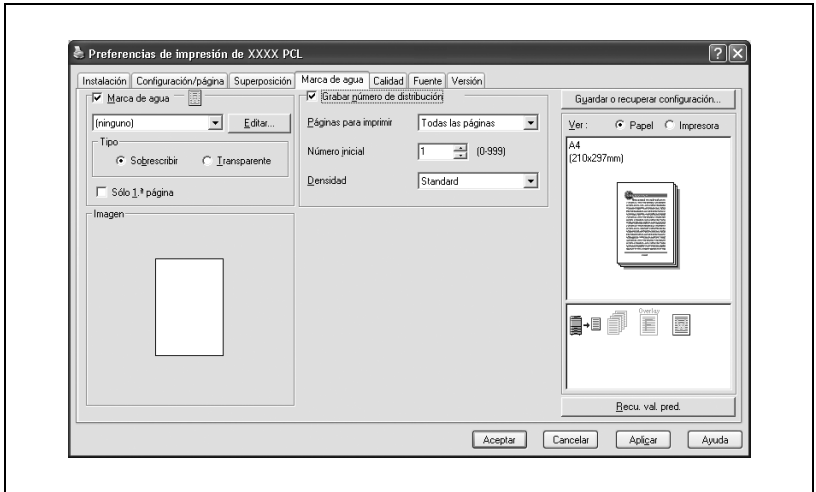 Preferencias de impresión de XXXX PCL
Instalación Configuración/página Superposición Marca de agua Calidad Fuente Versión
Marca de agua
(ninguno) Editar...
Tipo
Sobrescribir Transparente
Sólo 1.ª página
Imagen
Grabar número de distribución
Páginas para imprimir Todas las páginas
Número inicial 1 (0-999)
Densidad Standard
Guardar o recuperar configuración...
Ver: Papel Impresora
A4
(210x297mm)
Overlay
Recu. val. pred.
Aceptar Cancelar Aplicar Ayuda